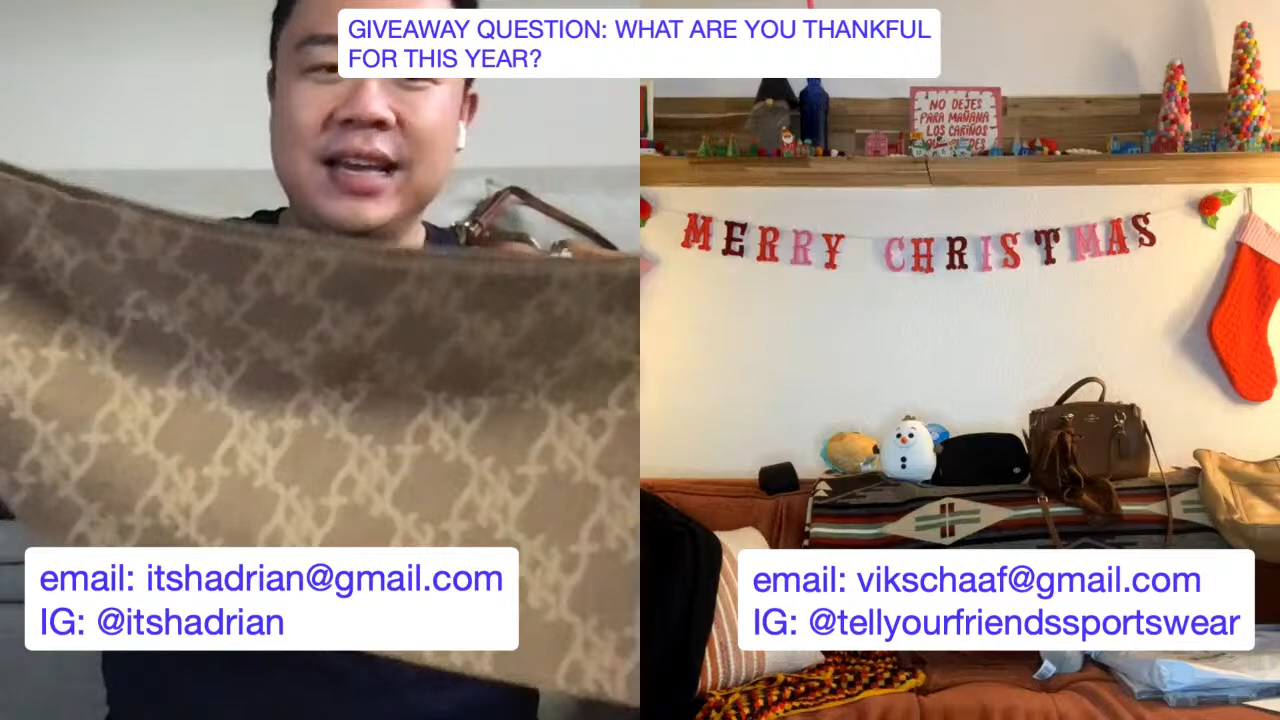 GIVEAWAY QUESTION: WHAT ARE YOU THANKFUL
FOR THIS YEAR?
NO DEJES
PARA MAÑANA
LOS CARIÑOS
MERRY CHRISTMAS
email: itshadrian@gmail.com
IG: @itshadrian
email: vikschaaf@gmail.com
IG: @tellyourfriendssportswear